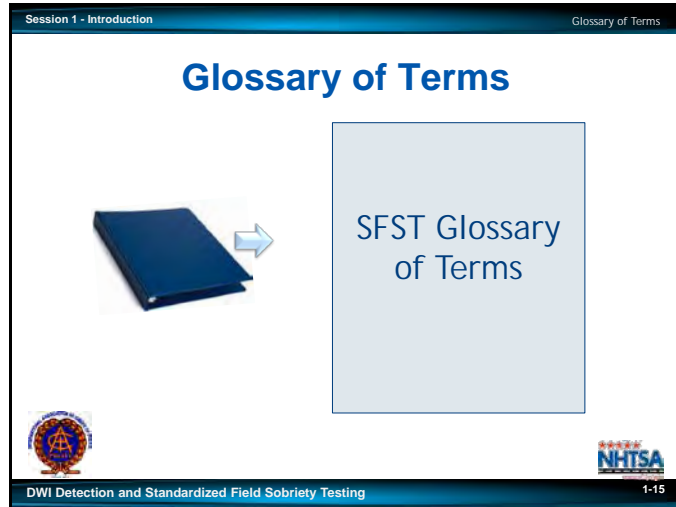 Session 1 - Introduction
Glossary of Terms
Glossary of Terms
SFST Glossary
of Terms
NHTSA
DWI Detection and Standardized Field Sobriety Testing
1-15